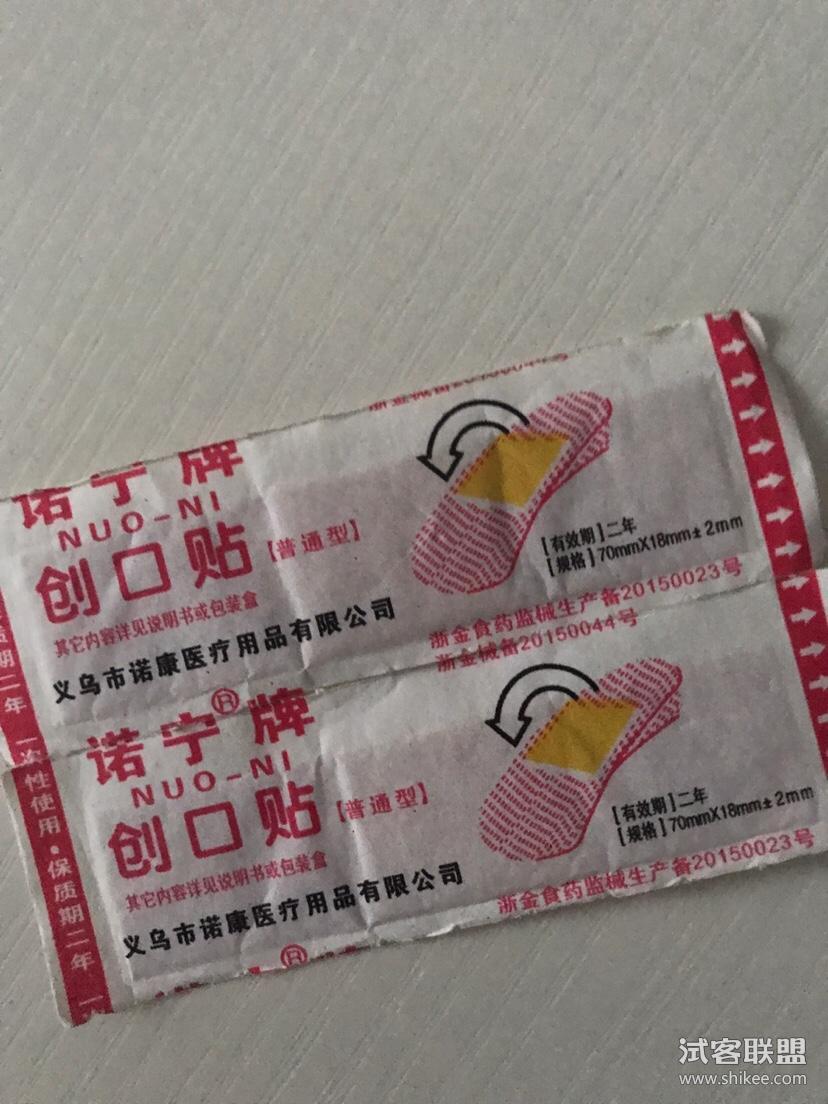 诺宁牌
NUO-NI
创口贴【普通型】
其它内容详见说明书或包装盒
义乌市诺康医疗用品有限公司
【有效期】二年
【规格】70mmX18mm±2mm
浙金食药监械生产备20150023号
浙金械备20150044号
诺宁®牌
NUO-NI
创口贴【普通型】
其它内容详见说明书或包装盒
义乌市诺康医疗用品有限公司
【有效期】二年
【规格】70mmX18mm±2mm
浙金食药监械生产备20150023号
®
质期二年 一次性使用·保质期二年 一
试客联盟
www.shikee.com